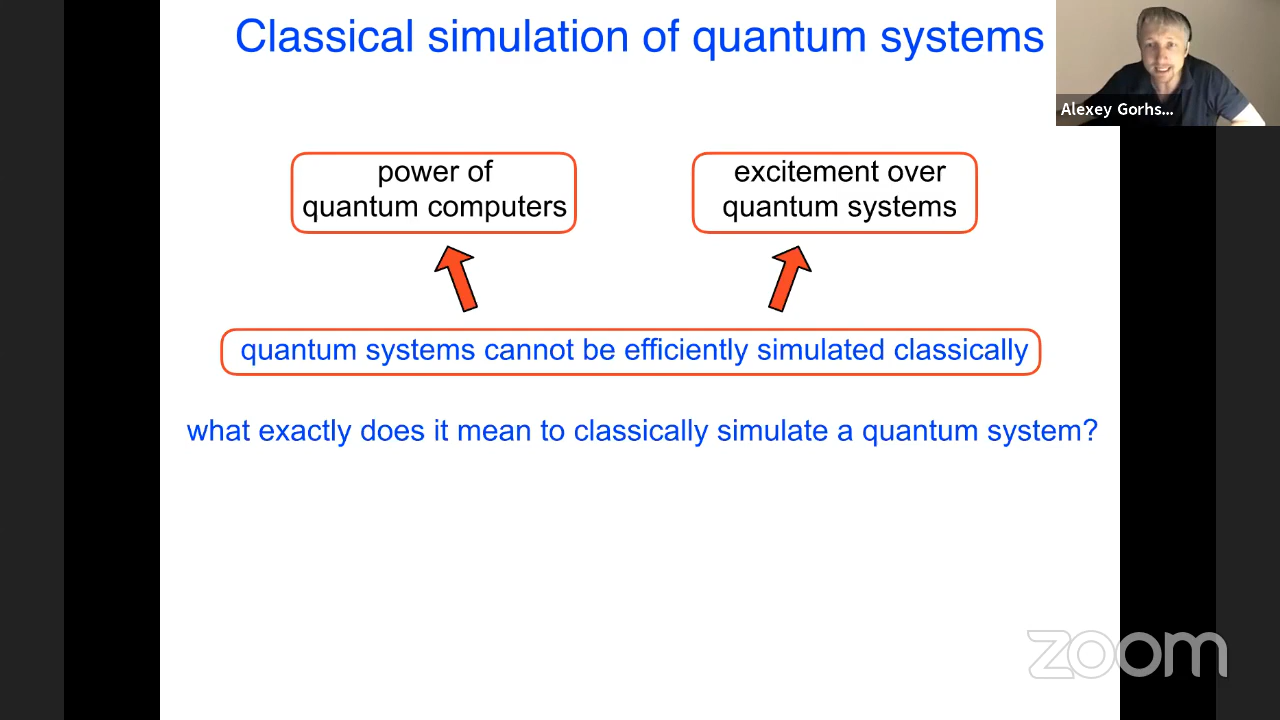 Classical simulation of quantum systems
Alexey Gorhs...
power of
quantum computers
excitement over
quantum systems
quantum systems cannot be efficiently simulated classically
what exactly does it mean to classically simulate a quantum system?
zoom